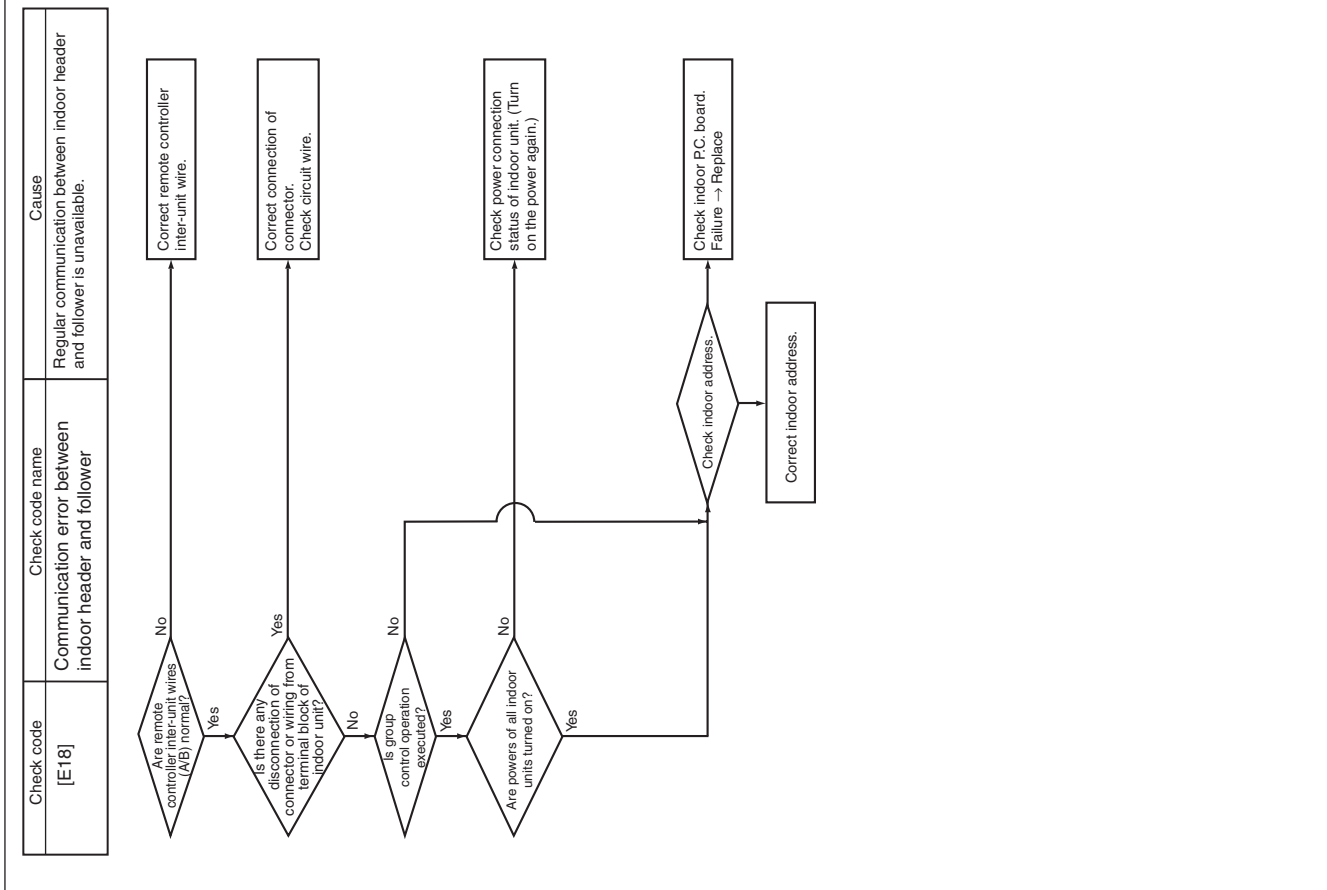 Check code
Check code name
Cause
[E18]
Communication error between
indoor header and follower
Regular communication between indoor header
and follower is unavailable.
Are remote
controller inter-unit wires
(A/B) normal?
No
Correct remote controller
inter-unit wire.
Yes
Is there any
disconnection of
connector or wiring from
terminal block of
indoor unit?
Yes
Correct connection of
connector.
Check circuit wire.
No
Is group
control operation
executed?
No
Yes
Are powers of all indoor
units turned on?
No
Check power connection
status of indoor unit. (Turn
on the power again.)
Yes
Check indoor address.
Check indoor P.C. board.
Failure → Replace
Correct indoor address.